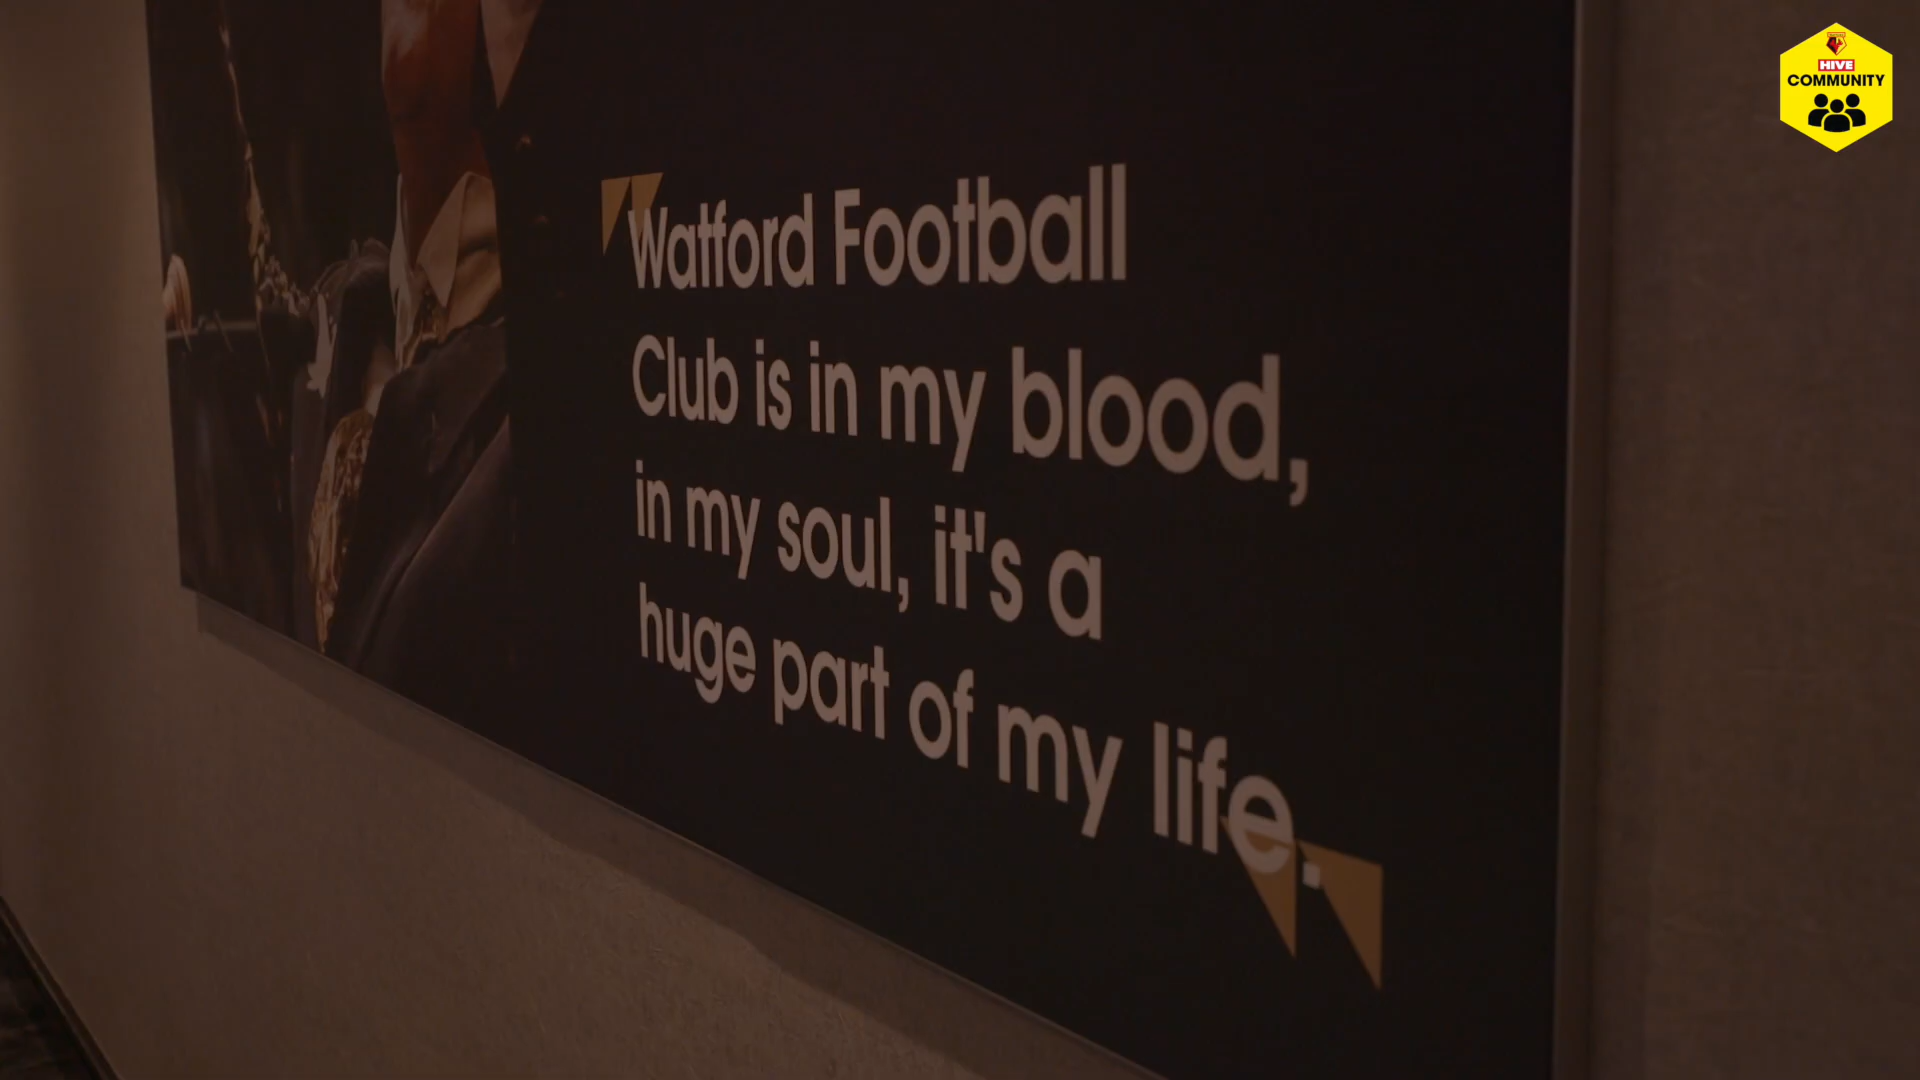 HIVE
COMMUNITY
Watford Football
Club is in my blood,
in my soul, it's a
huge part of my life.